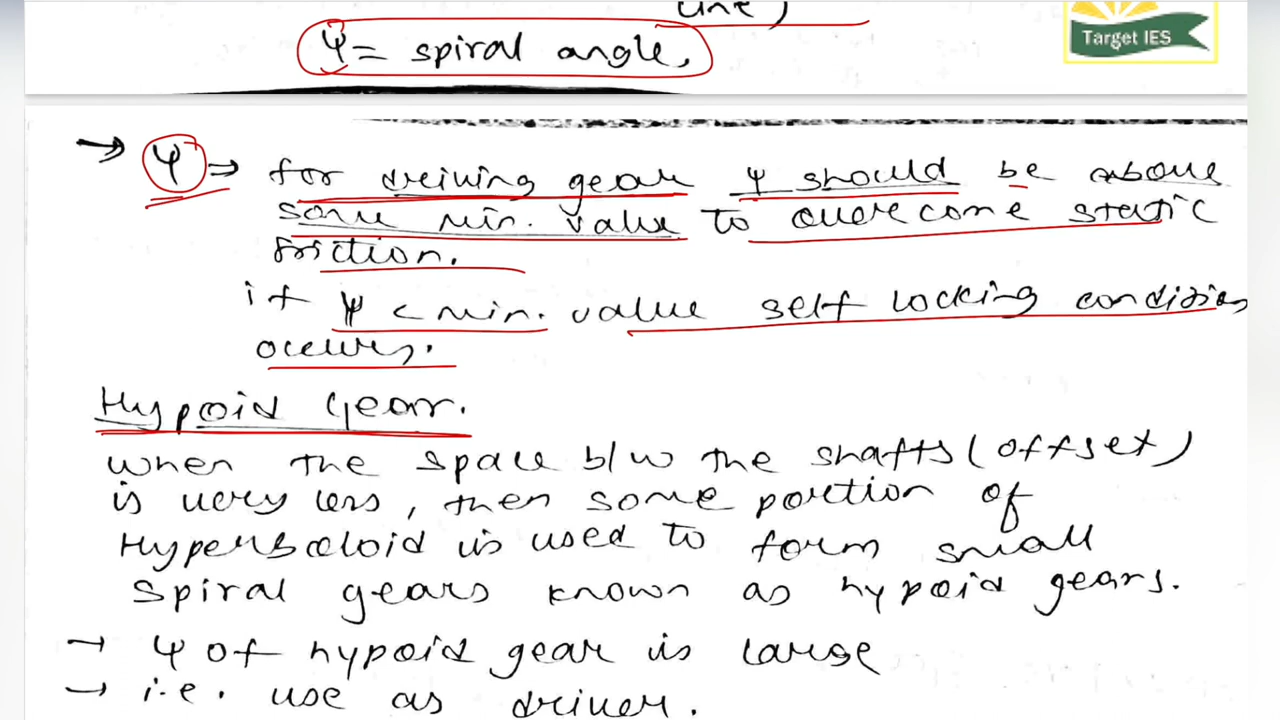 line)
Target IES
ψ = spiral angle.
→ ψ → for driving gear ψ should be above
some min. value to overcome static
friction.
if ψ < min. value self locking condition
occurs.
Hypoid Gear.
when the space b/w the shafts (offset)
is very less, then some portion of
Hyperboloid is used to form small
spiral gears known as hypoid gears.
→ ψ of hypoid gear is large
→ i.e. use as driver.